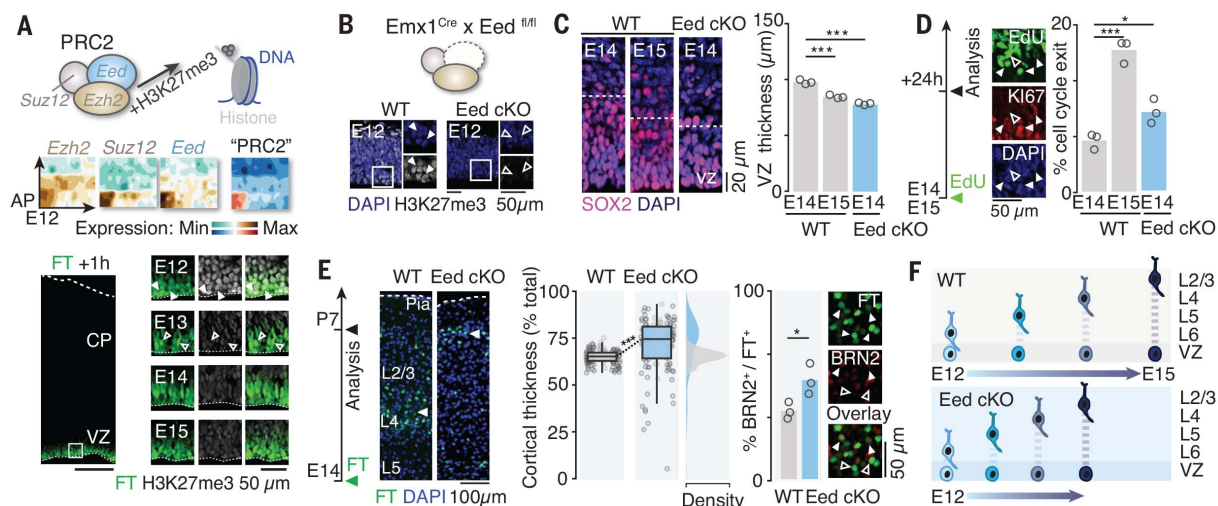 A
PRC2
Eed
Suz12
Ezh2
+H3K27me3
DNA
Histone
Ezh2 Suz12 Eed "PRC2"
AP
E12
Expression: Min Max
FT +1h
CP
VZ
E12
E13
E14
E15
FT H3K27me3 50 µm
B
Emx1Cre x Eed fl/fl
WT Eed cKO
E12 E12
DAPI H3K27me3 50µm
C
WT Eed cKO
E14 E15 E14
VZ
SOX2 DAPI
20 µm
VZ thickness (µm)
150
0
***
***
E14 E15 E14
WT Eed cKO
D
Analysis
+24h
E14
E15
EdU
EdU
KI67
DAPI
50 µm
% cell cycle exit
40
0
*
***
E14 E15 E14
WT
Eed cKO
E
P7
Analysis
E14
FT
WT Eed cKO
Pia
L2/3
L4
L5
FT DAPI 100µm
Cortical thickness (% total)
100
75
50
25
0
WT Eed cKO
***
Density
% BRN2+ / FT+
100
0
*
WT Eed cKO
FT
BRN2
Overlay
50 µm
F
WT
L2/3
L4
L5
L6
VZ
E12 E15
Eed cKO
L2/3
L4
L5
L6
VZ
E12